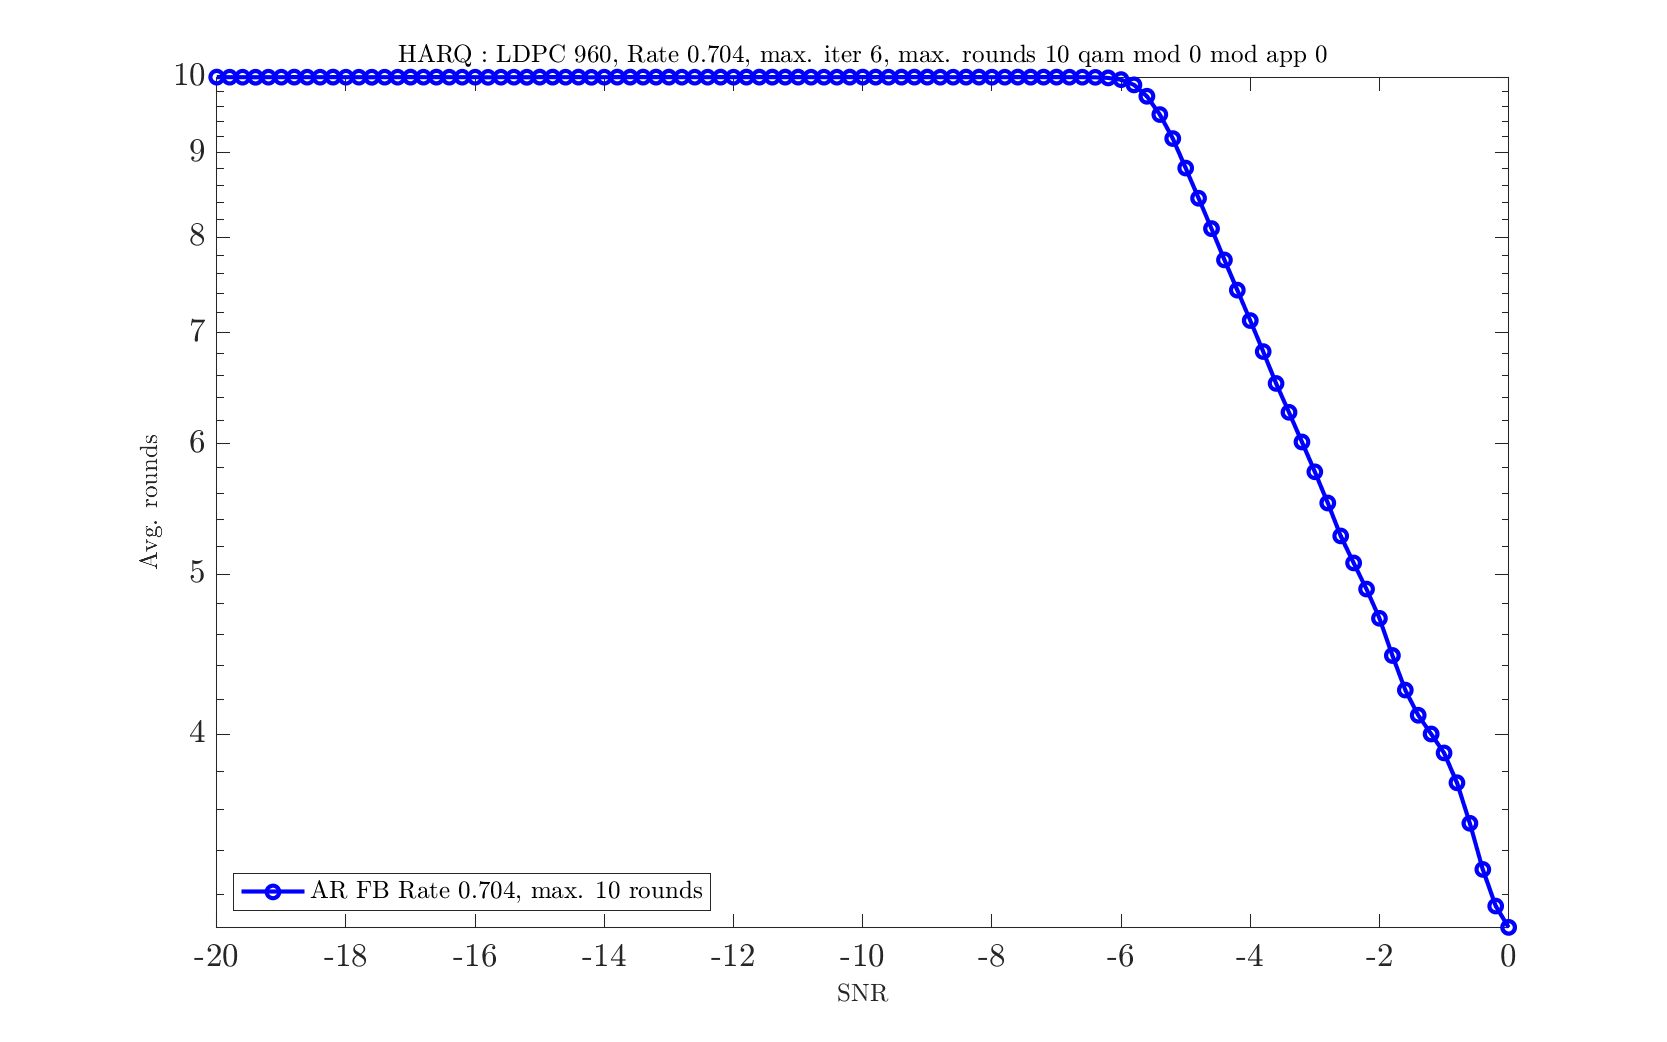 HARQ : LDPC 960, Rate 0.704, max. iter 6, max. rounds 10 qam mod 0 mod app 0
10
9
8
7
6
5
4
Avg. rounds
AR FB Rate 0.704, max. 10 rounds
-20 -18 -16 -14 -12 -10 -8 -6 -4 -2 0
SNR